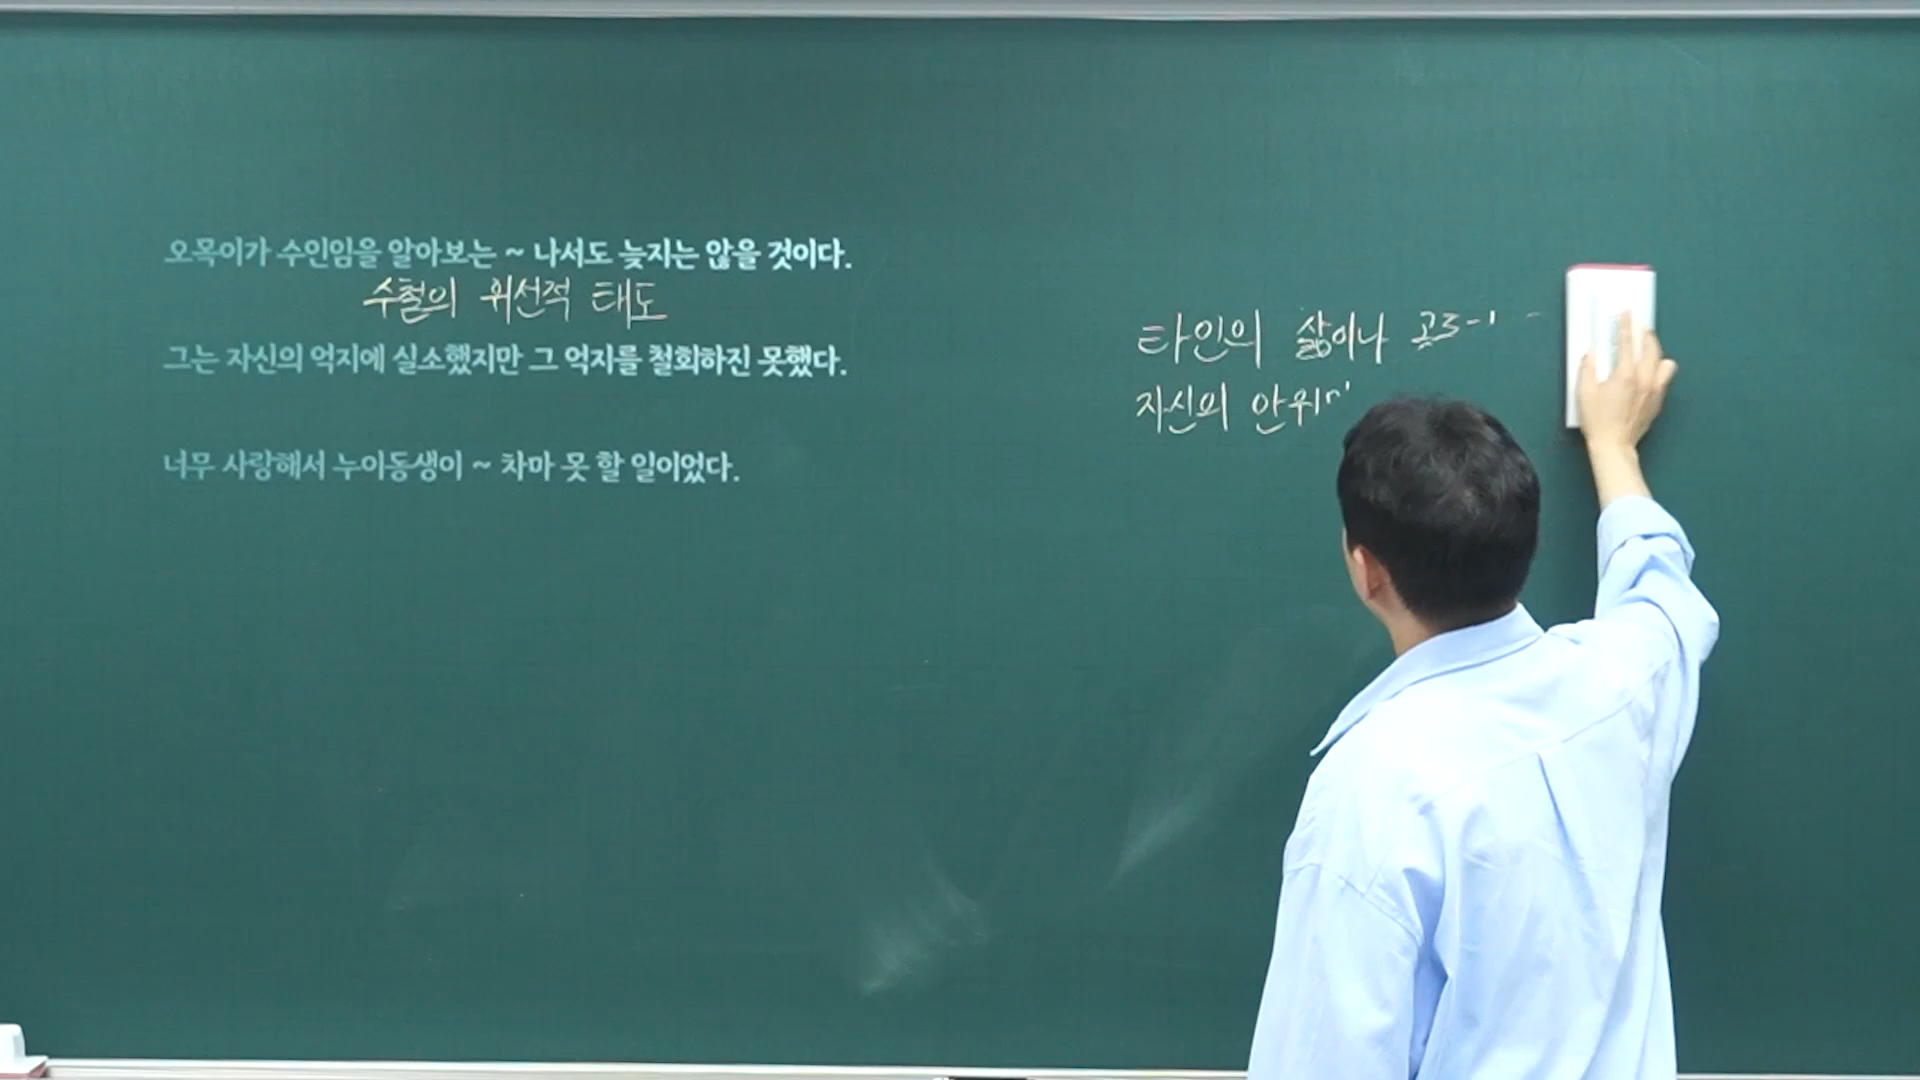 오목이가 수인임을 알아보는 ~ 나서도 늦지는 않을 것이다.
수철의 위선적 태도
그는 자신의 억지에 실소했지만 그 억지를 철회하진 못했다.
너무 사랑해서 누이동생이 ~ 차마 못 할 일이었다.
타인의 삶이나
자신의 안위